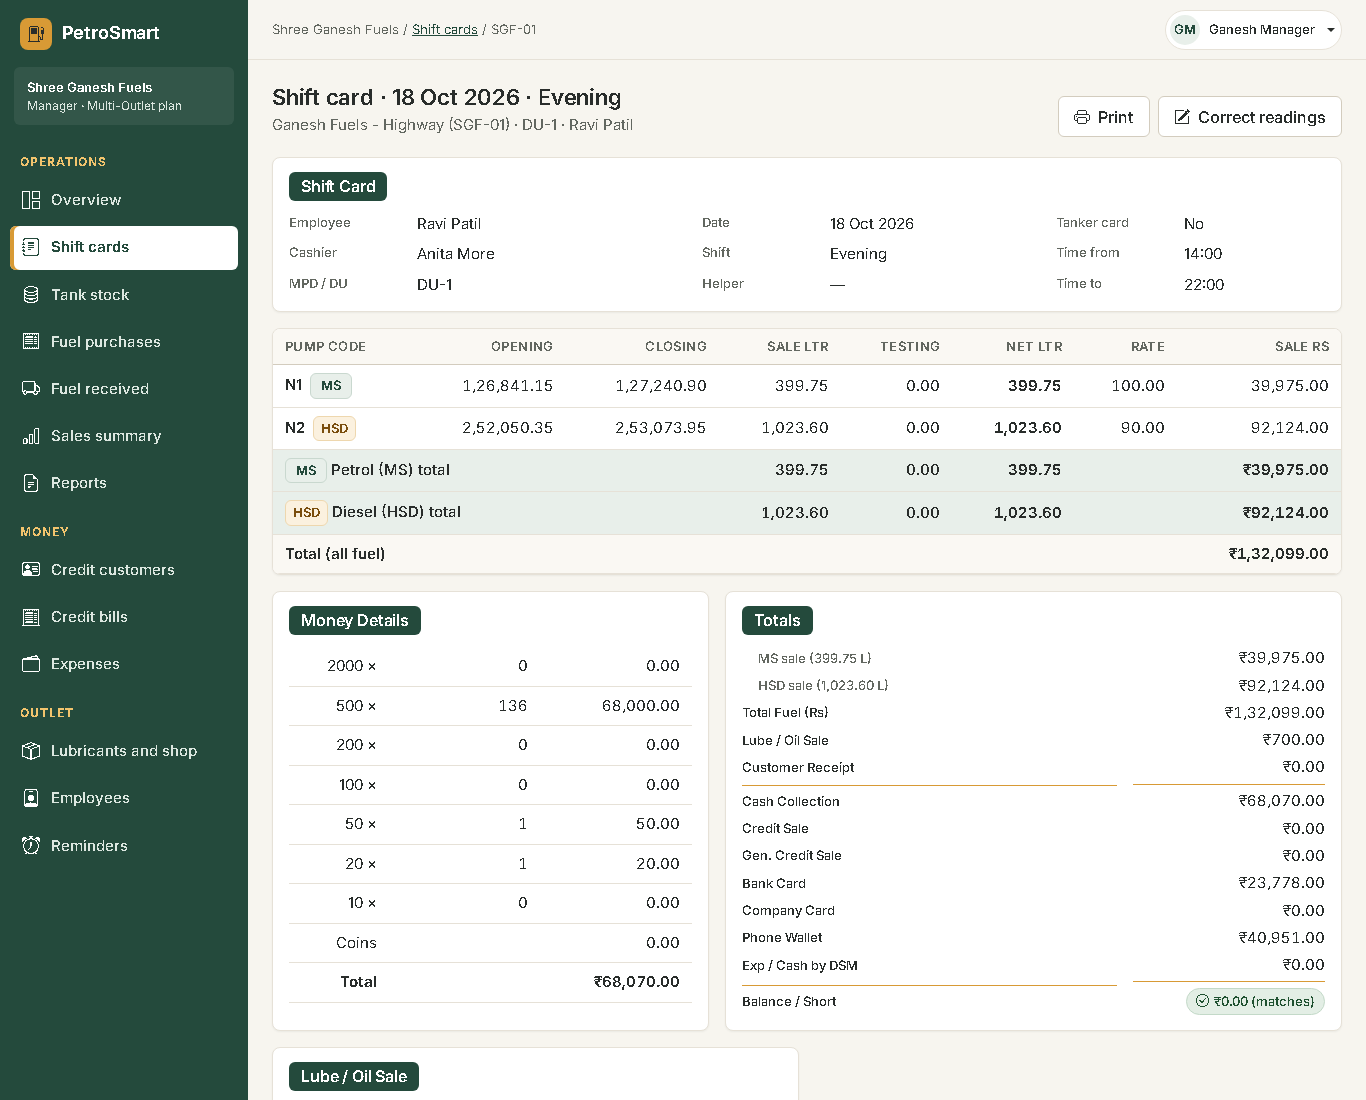 PetroSmart
Shree Ganesh Fuels
Manager · Multi-Outlet plan
OPERATIONS
Overview
Shift cards
Tank stock
Fuel purchases
Fuel received
Sales summary
Reports
MONEY
Credit customers
Credit bills
Expenses
OUTLET
Lubricants and shop
Employees
Reminders
Shree Ganesh Fuels / Shift cards / SGF-01
GM Ganesh Manager
Shift card · 18 Oct 2026 · Evening
Ganesh Fuels - Highway (SGF-01) · DU-1 · Ravi Patil
Print
Correct readings
Shift Card
Employee Ravi Patil Date 18 Oct 2026 Tanker card No
Cashier Anita More Shift Evening Time from 14:00
MPD / DU DU-1 Helper — Time to 22:00
PUMP CODE OPENING CLOSING SALE LTR TESTING NET LTR RATE SALE RS
N1 MS 1,26,841.15 1,27,240.90 399.75 0.00 399.75 100.00 39,975.00
N2 HSD 2,52,050.35 2,53,073.95 1,023.60 0.00 1,023.60 90.00 92,124.00
MS Petrol (MS) total 399.75 0.00 399.75 ₹39,975.00
HSD Diesel (HSD) total 1,023.60 0.00 1,023.60 ₹92,124.00
Total (all fuel) ₹1,32,099.00
Money Details
2000 × 0 0.00
500 × 136 68,000.00
200 × 0 0.00
100 × 0 0.00
50 × 1 50.00
20 × 1 20.00
10 × 0 0.00
Coins 0.00
Total ₹68,070.00
Totals
MS sale (399.75 L) ₹39,975.00
HSD sale (1,023.60 L) ₹92,124.00
Total Fuel (Rs) ₹1,32,099.00
Lube / Oil Sale ₹700.00
Customer Receipt ₹0.00
Cash Collection ₹68,070.00
Credit Sale ₹0.00
Gen. Credit Sale ₹0.00
Bank Card ₹23,778.00
Company Card ₹0.00
Phone Wallet ₹40,951.00
Exp / Cash by DSM ₹0.00
Balance / Short ₹0.00 (matches)
Lube / Oil Sale